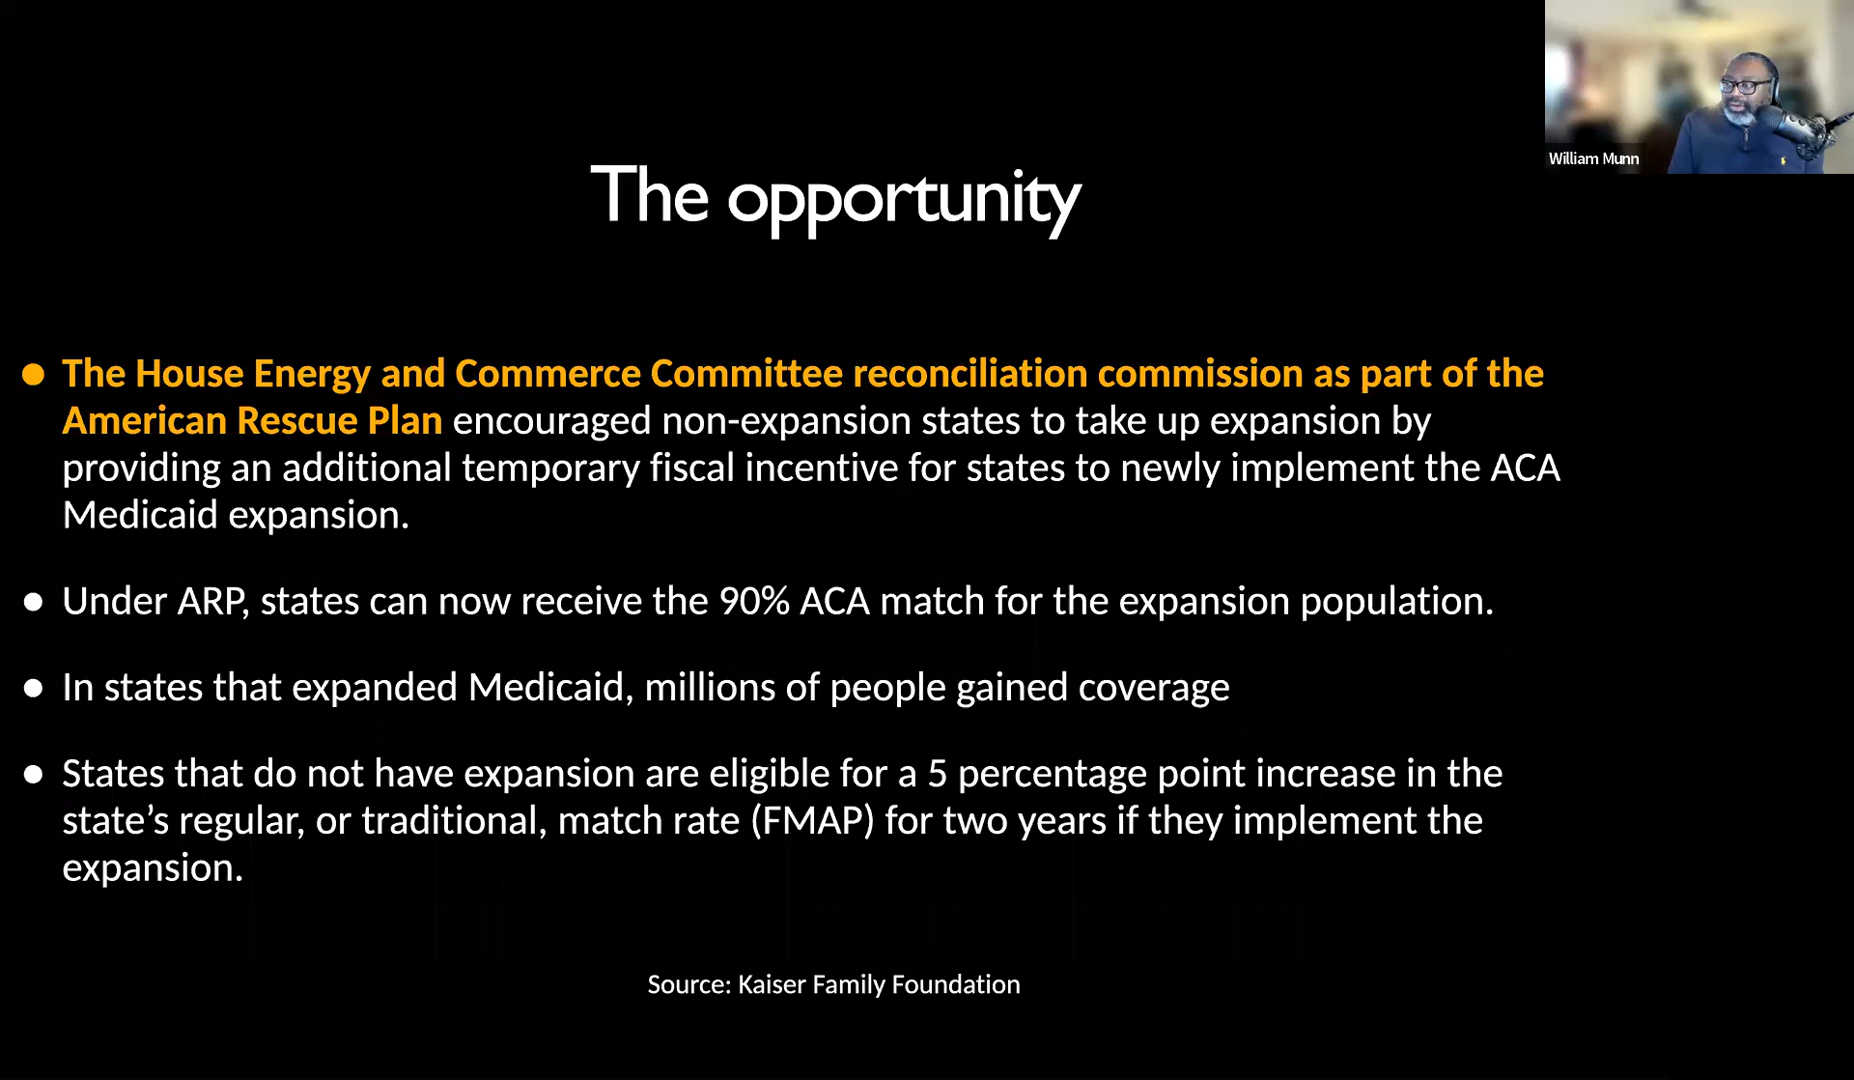 William Munn
The opportunity
● The House Energy and Commerce Committee reconciliation commission as part of the
American Rescue Plan encouraged non-expansion states to take up expansion by
providing an additional temporary fiscal incentive for states to newly implement the ACA
Medicaid expansion.
● Under ARP, states can now receive the 90% ACA match for the expansion population.
● In states that expanded Medicaid, millions of people gained coverage
● States that do not have expansion are eligible for a 5 percentage point increase in the
state’s regular, or traditional, match rate (FMAP) for two years if they implement the
expansion.
Source: Kaiser Family Foundation